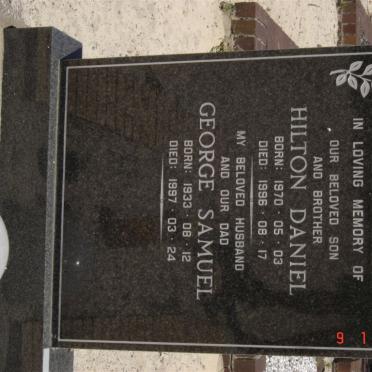 IN LOVING MEMORY OF
OUR BELOVED SON
AND BROTHER
HILTON DANIEL
BORN: 1970 · 05 · 03
DIED: 1996 · 08 · 17
MY BELOVED HUSBAND
AND OUR DAD
GEORGE SAMUEL
BORN: 1933 · 08 · 12
DIED: 1997 · 03 · 24
9 1